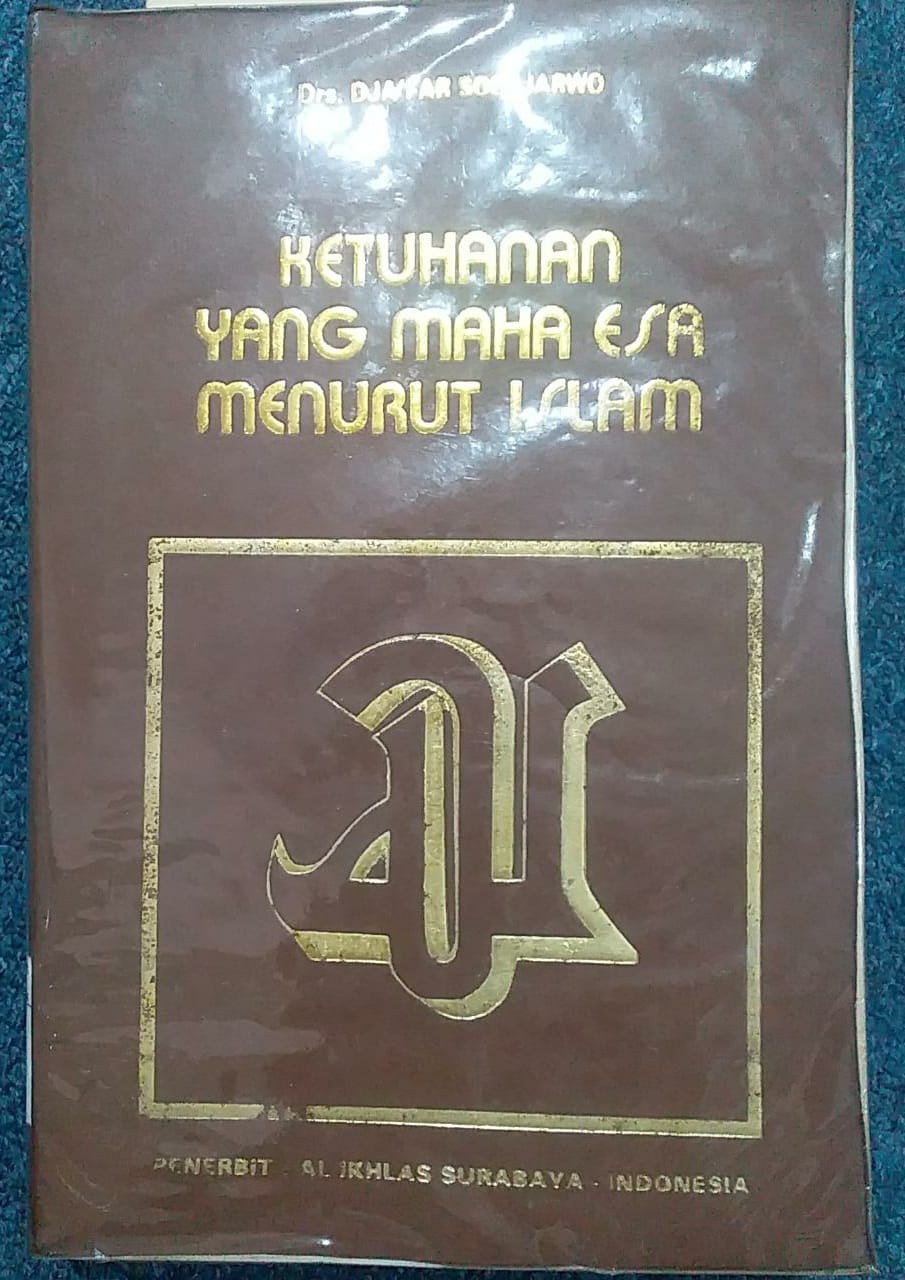 Drs. DJA'FAR
KETUHANAN
YANG MAHA ESA
MENURUT ISLAM
PENERBIT - AL IKHLAS SURABAYA - INDONESIA